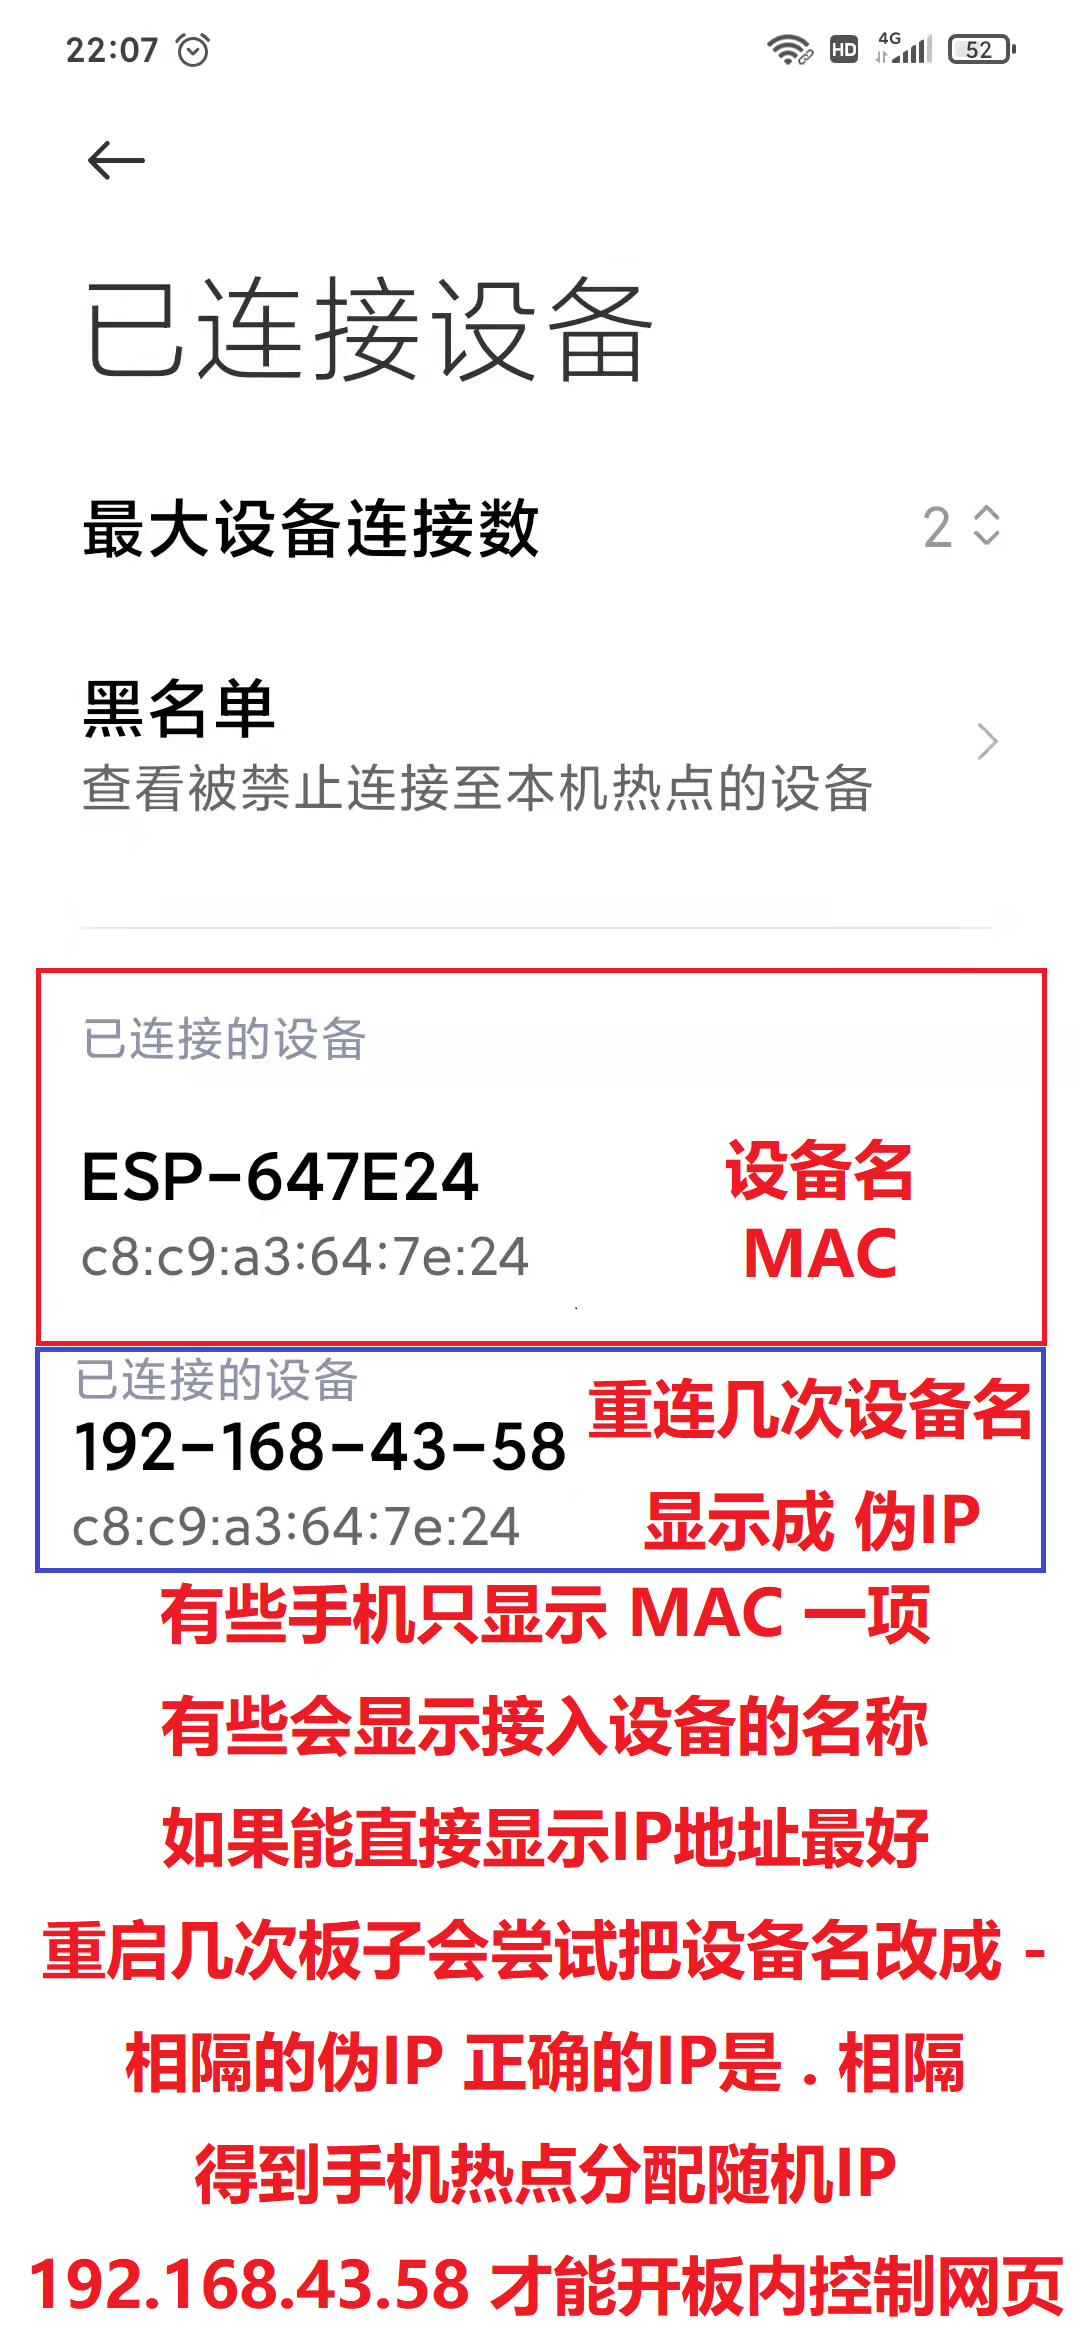 22:07
HD 4G 52
已连接设备
最大设备连接数 2
黑名单
查看被禁止连接至本机热点的设备
已连接的设备
ESP-647E24 设备名
c8:c9:a3:64:7e:24 MAC
已连接的设备
192-168-43-58 重连几次设备名
c8:c9:a3:64:7e:24 显示成 伪IP
有些手机只显示 MAC 一项
有些会显示接入设备的名称
如果能直接显示IP地址最好
重启几次板子会尝试把设备名改成 -
相隔的伪IP 正确的IP是 . 相隔
得到手机热点分配随机IP
192.168.43.58 才能开板内控制网页